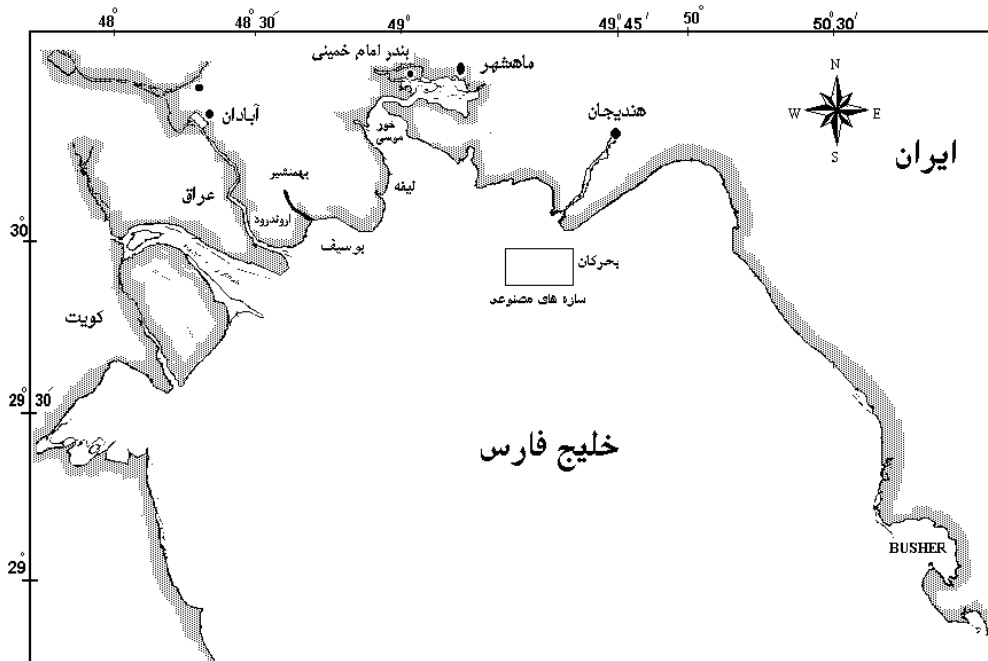 48° 48° 30′ 49° 49° 45′ 50° 50° 30′
بندر امام خمینی
ماهشهر
N
W E
S
آبادان
هندیجان
خور
موسی
ایران
بهمنشیر
لیفه
عراق
اروندرود
30°
بوسیف
بحرکان
سازه های مصنوعی
کویت
29° 30′
خلیج فارس
BUSHER
29°